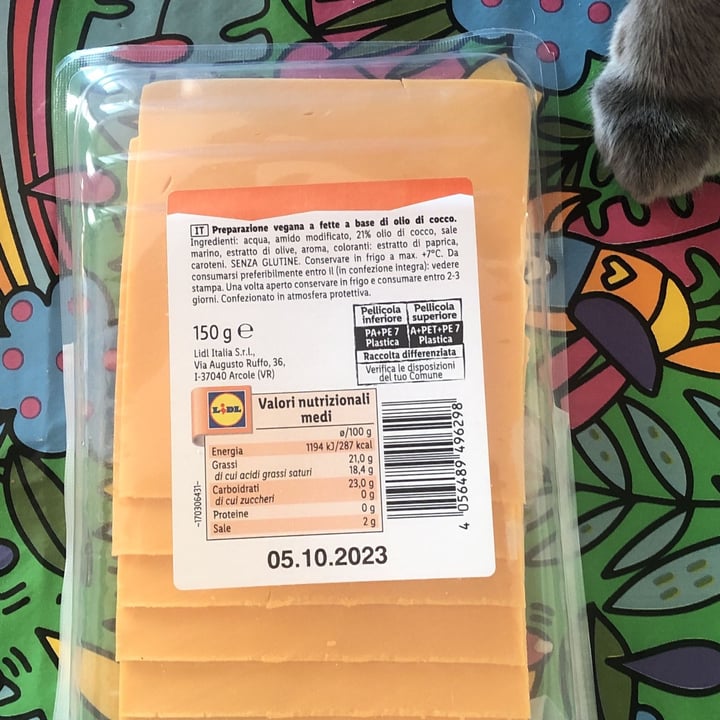 IT Preparazione vegana a fette a base di olio di cocco.
Ingredienti: acqua, amido modificato, 21% olio di cocco, sale
marino, estratto di olive, aroma, coloranti: estratto di paprica,
caroteni. SENZA GLUTINE. Conservare in frigo a max. +7°C. Da
consumarsi preferibilmente entro il (in confezione integra): vedere
stampa. Una volta aperto conservare in frigo e consumare entro 2-3
giorni. Confezionato in atmosfera protettiva.
150 g e
Lidl Italia S.r.l.,
Via Augusto Ruffo, 36,
I-37040 Arcole (VR)
Pellicola inferiore
PA+PE 7
Plastica
Pellicola superiore
A+PET+PE 7
Plastica
Raccolta differenziata
Verifica le disposizioni
del tuo Comune
LIDL
Valori nutrizionali
medi
ø/100 g
Energia 1194 kJ/287 kcal
Grassi 21,0 g
di cui acidi grassi saturi 18,4 g
Carboidrati 23,0 g
di cui zuccheri 0 g
Proteine 0 g
Sale 2 g
-170306431-
4 056489 496298
05.10.2023